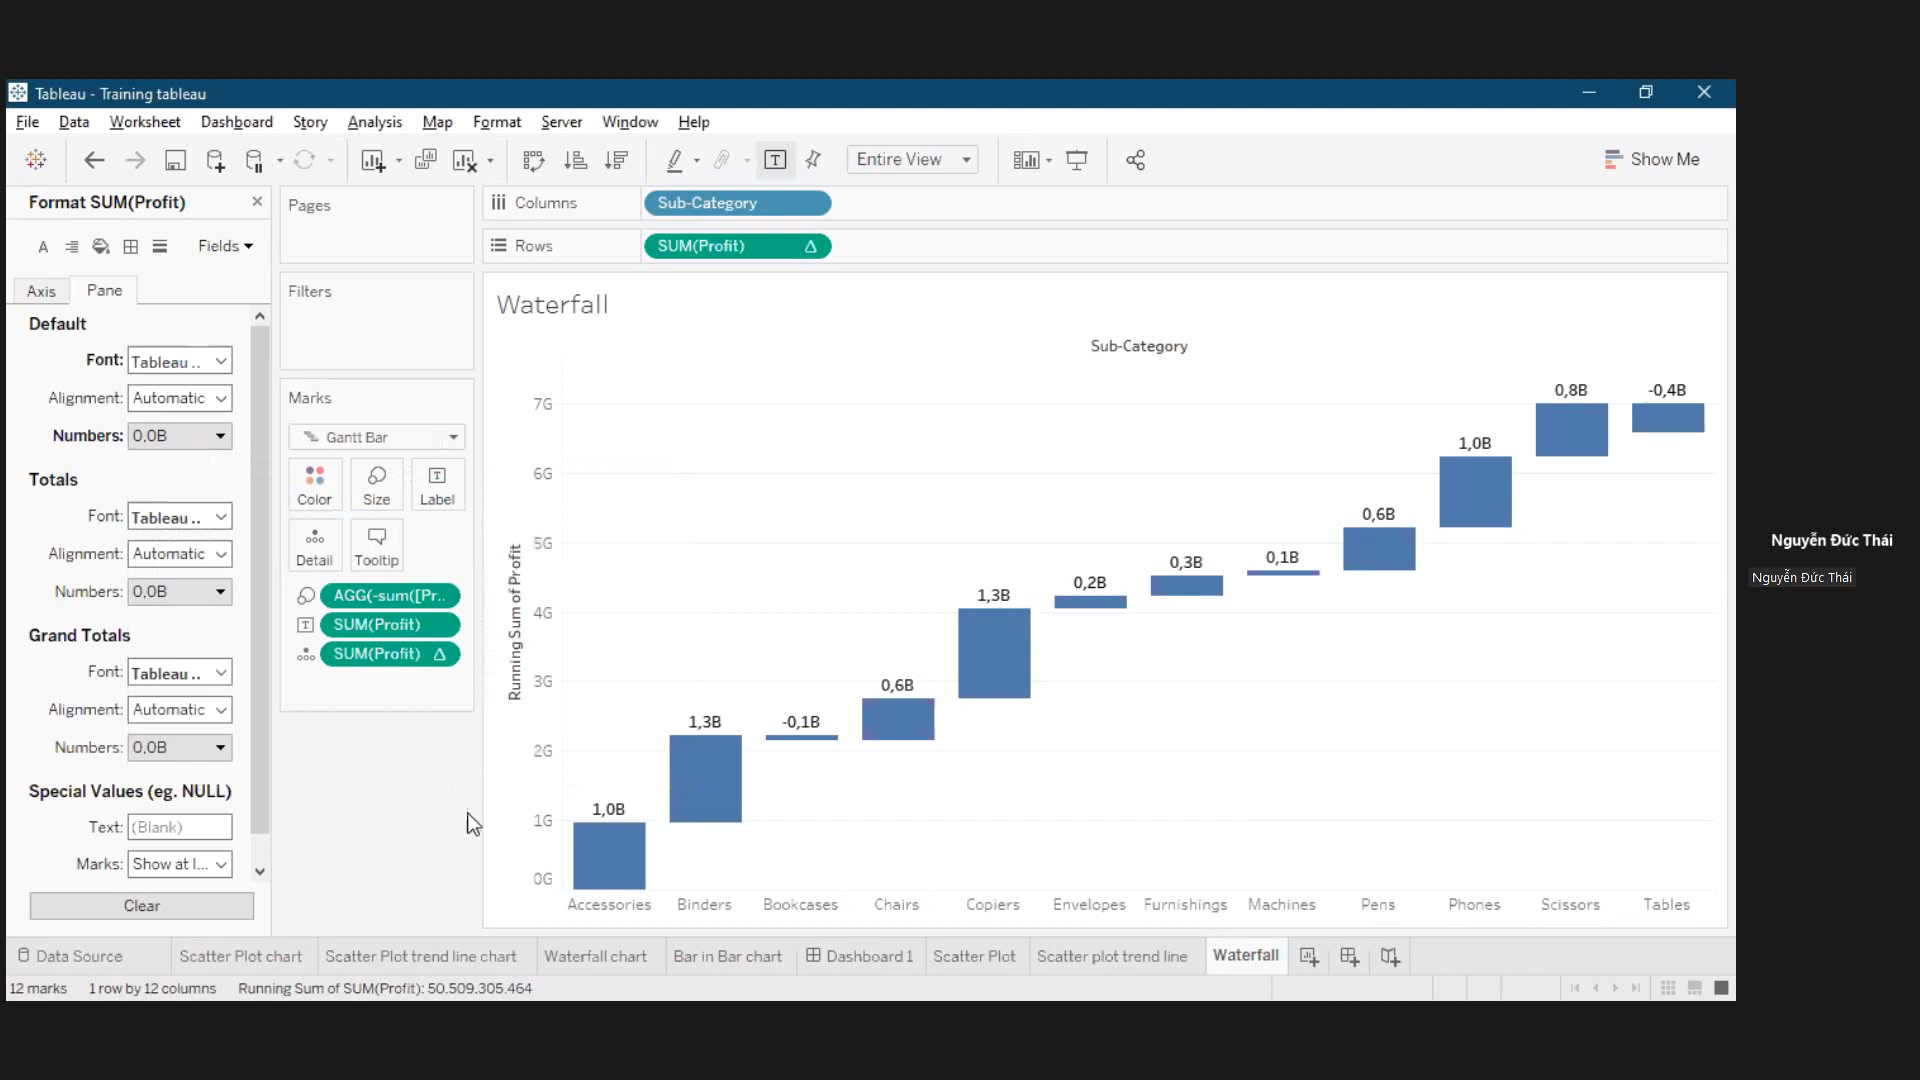 Tableau - Training tableau
File Data Worksheet Dashboard Story Analysis Map Format Server Window Help
Entire View
Show Me
Format SUM(Profit)
Fields
Axis Pane
Default
Font: Tableau ..
Alignment: Automatic
Numbers: 0,0B
Totals
Font: Tableau ..
Alignment: Automatic
Numbers: 0,0B
Grand Totals
Font: Tableau ..
Alignment: Automatic
Numbers: 0,0B
Special Values (eg. NULL)
Text: (Blank)
Marks: Show at l...
Clear
Pages
Filters
Marks
Gantt Bar
Color Size Label
Detail Tooltip
AGG(-sum([Pr..
SUM(Profit)
SUM(Profit) Δ
Columns Sub-Category
Rows SUM(Profit) Δ
Waterfall
Sub-Category
Running Sum of Profit
7G
6G
5G
4G
3G
2G
1G
0G
1,0B
1,3B
-0,1B
0,6B
1,3B
0,2B
0,3B
0,1B
0,6B
1,0B
0,8B
-0,4B
Accessories Binders Bookcases Chairs Copiers Envelopes Furnishings Machines Pens Phones Scissors Tables
Data Source Scatter Plot chart Scatter Plot trend line chart Waterfall chart Bar in Bar chart Dashboard 1 Scatter Plot Scatter plot trend line Waterfall
12 marks 1 row by 12 columns Running Sum of SUM(Profit): 50.509.305.464
Nguyễn Đức Thái
Nguyễn Đức Thái